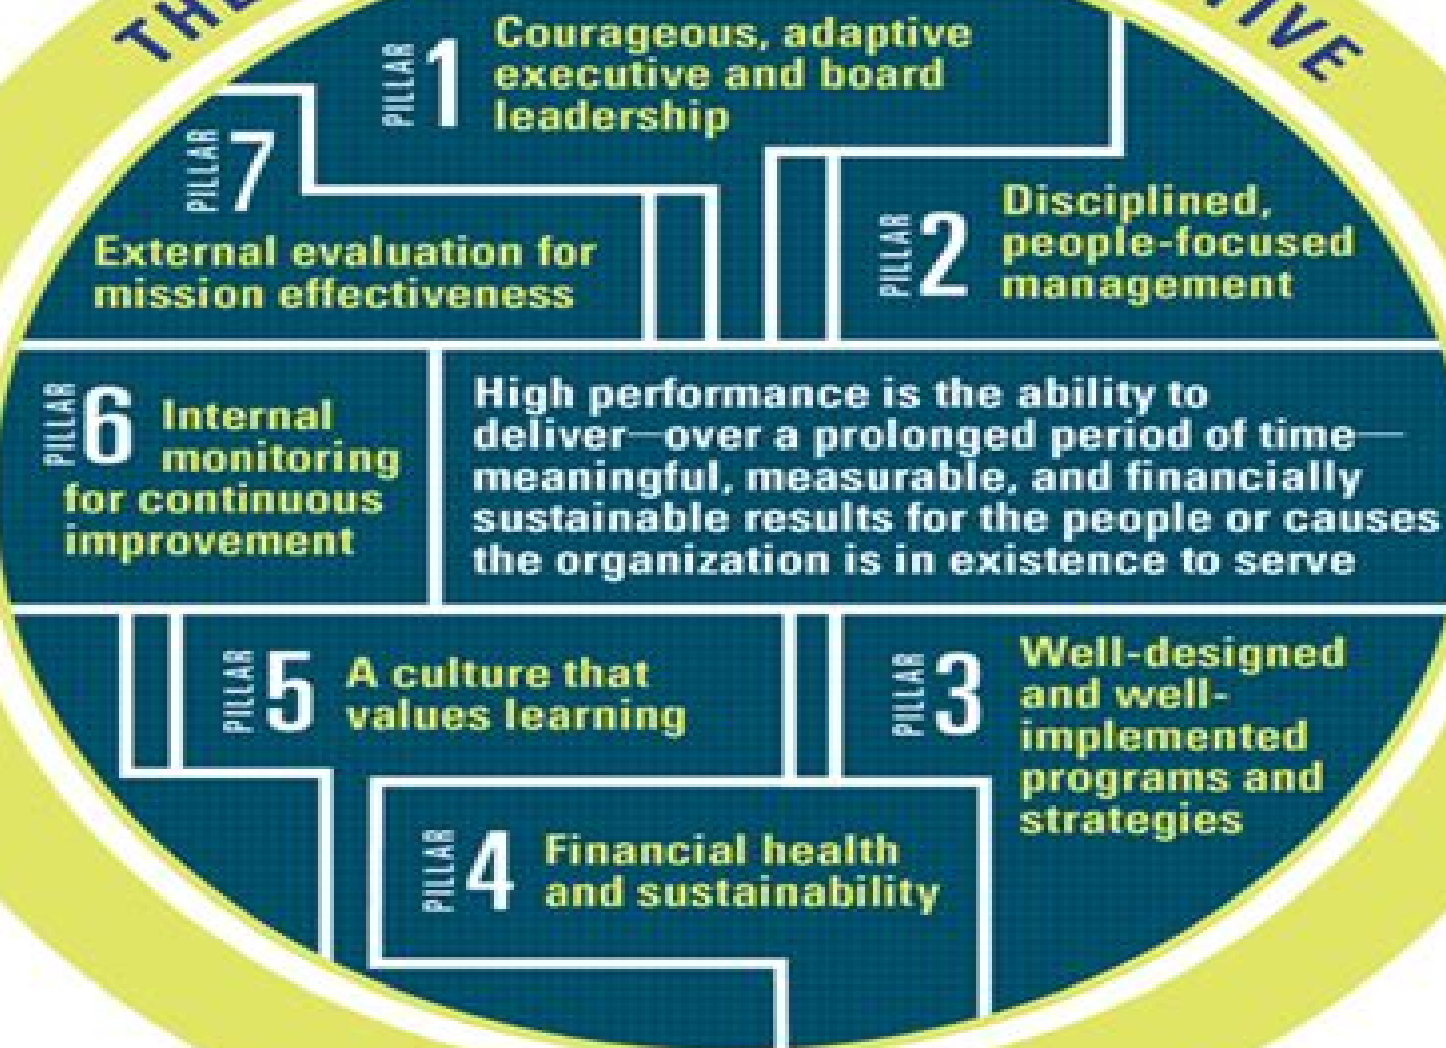 THE
TIVE
PILLAR 1
Courageous, adaptive
executive and board
leadership
PILLAR 2
Disciplined,
people-focused
management
PILLAR 7
External evaluation for
mission effectiveness
PILLAR 6
Internal
monitoring
for continuous
improvement
High performance is the ability to
deliver—over a prolonged period of time—
meaningful, measurable, and financially
sustainable results for the people or causes
the organization is in existence to serve
PILLAR 5
A culture that
values learning
PILLAR 3
Well-designed
and well-
implemented
programs and
strategies
PILLAR 4
Financial health
and sustainability